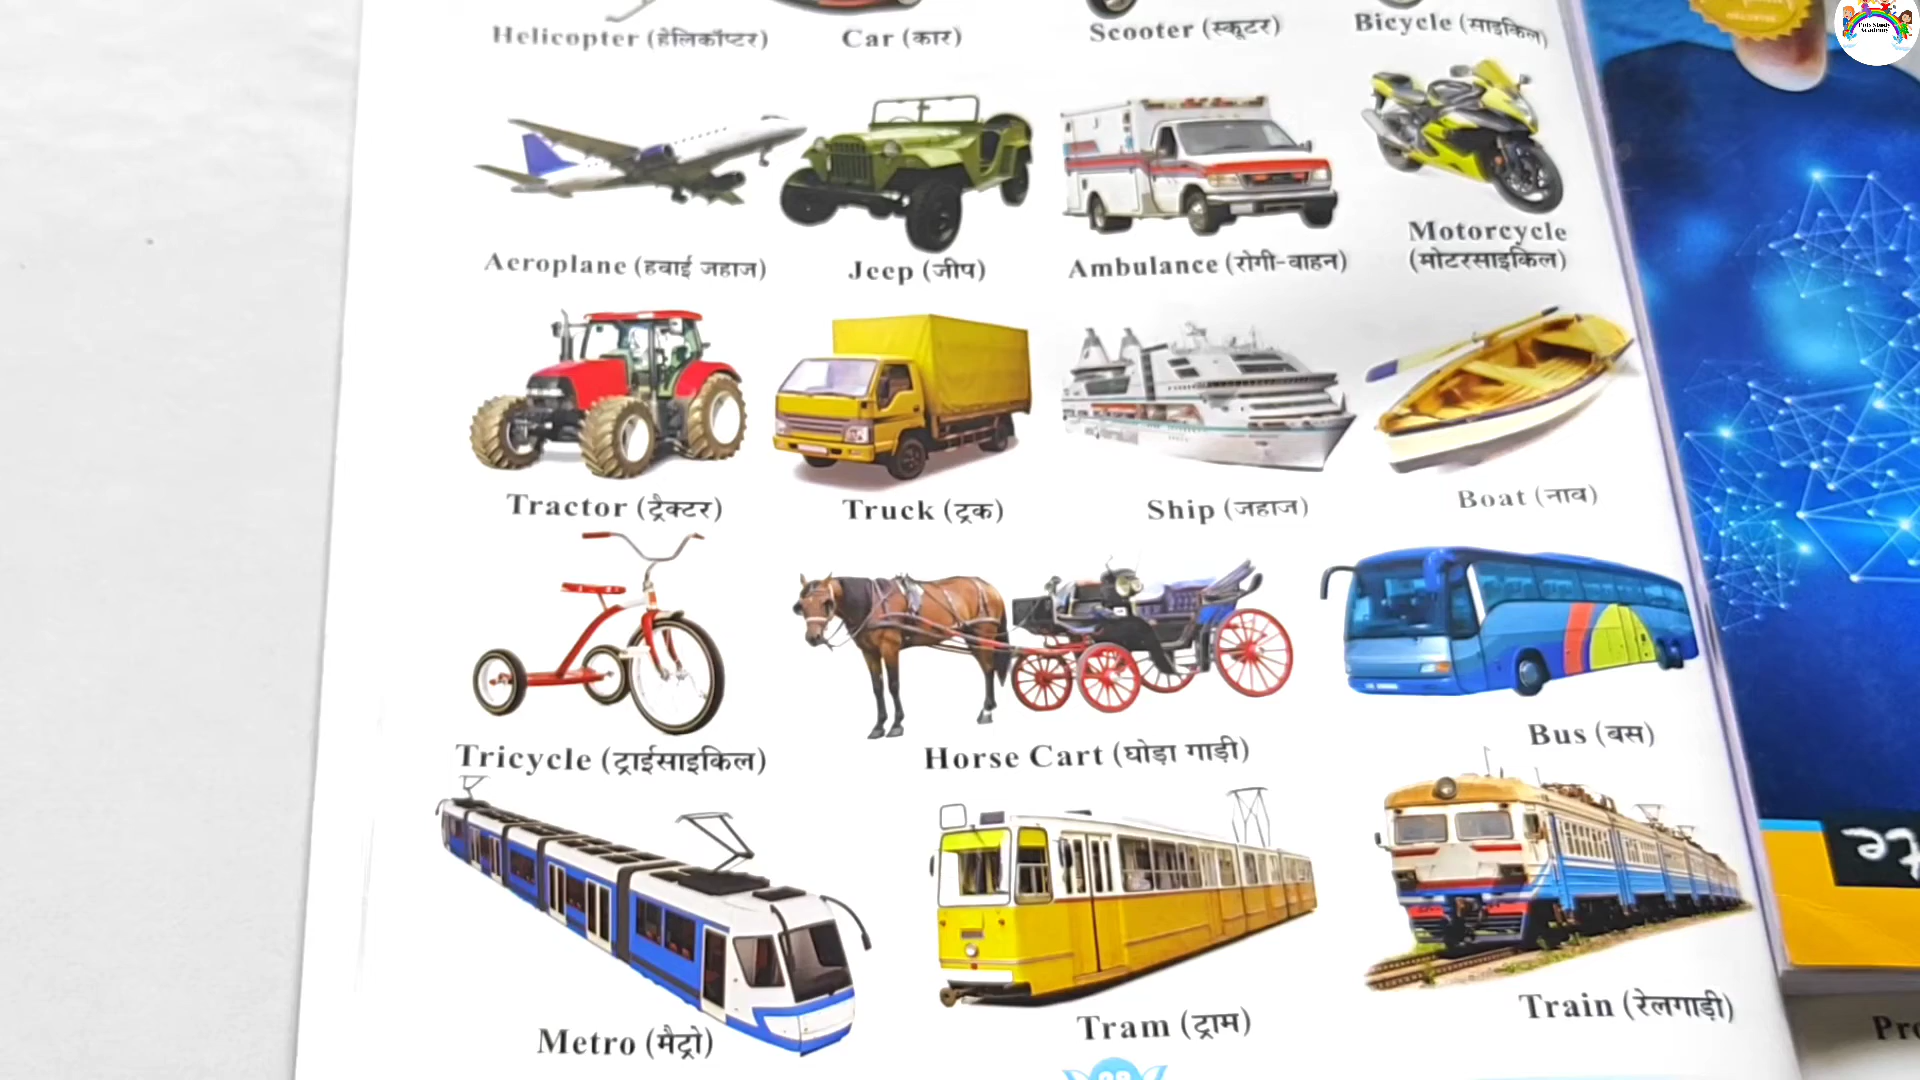 Helicopter (हेलिकॉप्टर)
Car (कार)
Scooter (स्कूटर)
Bicycle (साइकिल)
Aeroplane (हवाई जहाज)
Jeep (जीप)
Ambulance (रोगी-वाहन)
Motorcycle
(मोटरसाइकिल)
Tractor (ट्रैक्टर)
Truck (ट्रक)
Ship (जहाज)
Boat (नाव)
Tricycle (ट्राईसाइकिल)
Horse Cart (घोड़ा गाड़ी)
Bus (बस)
Metro (मैट्रो)
Tram (ट्राम)
Train (रेलगाड़ी)